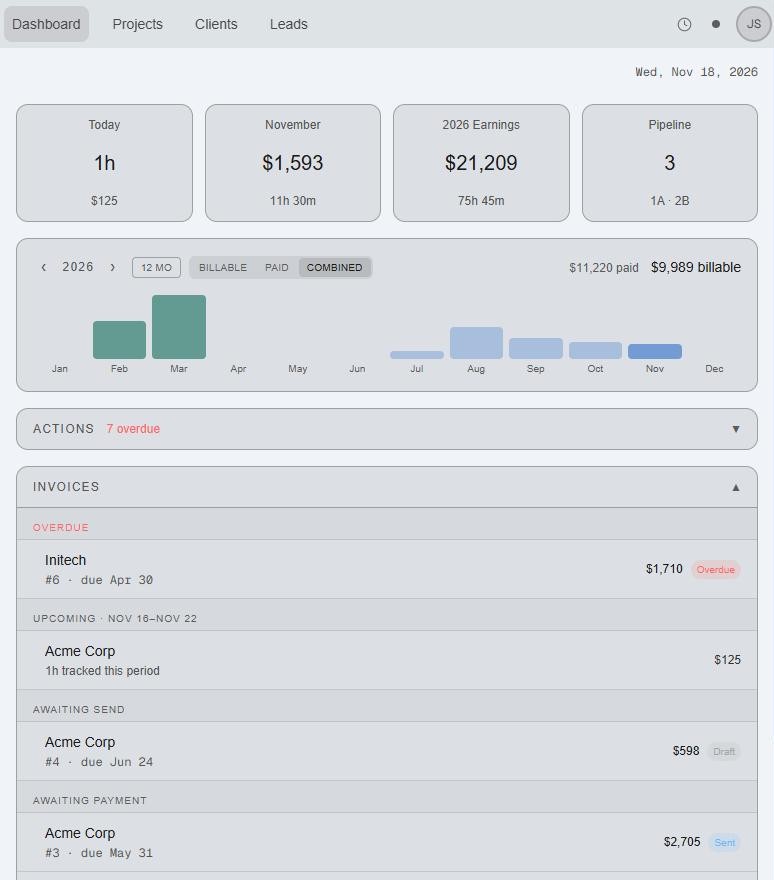 Dashboard Projects Clients Leads JS
Wed, Nov 18, 2026
Today November 2026 Earnings Pipeline
1h $1,593 $21,209 3
$125 11h 30m 75h 45m 1A · 2B
‹ 2026 › 12 MO BILLABLE PAID COMBINED $11,220 paid $9,989 billable
Jan Feb Mar Apr May Jun Jul Aug Sep Oct Nov Dec
ACTIONS 7 overdue ▼
INVOICES ▲
OVERDUE
Initech $1,710 Overdue
#6 · due Apr 30
UPCOMING · NOV 16–NOV 22
Acme Corp $125
1h tracked this period
AWAITING SEND
Acme Corp $598 Draft
#4 · due Jun 24
AWAITING PAYMENT
Acme Corp $2,705 Sent
#3 · due May 31